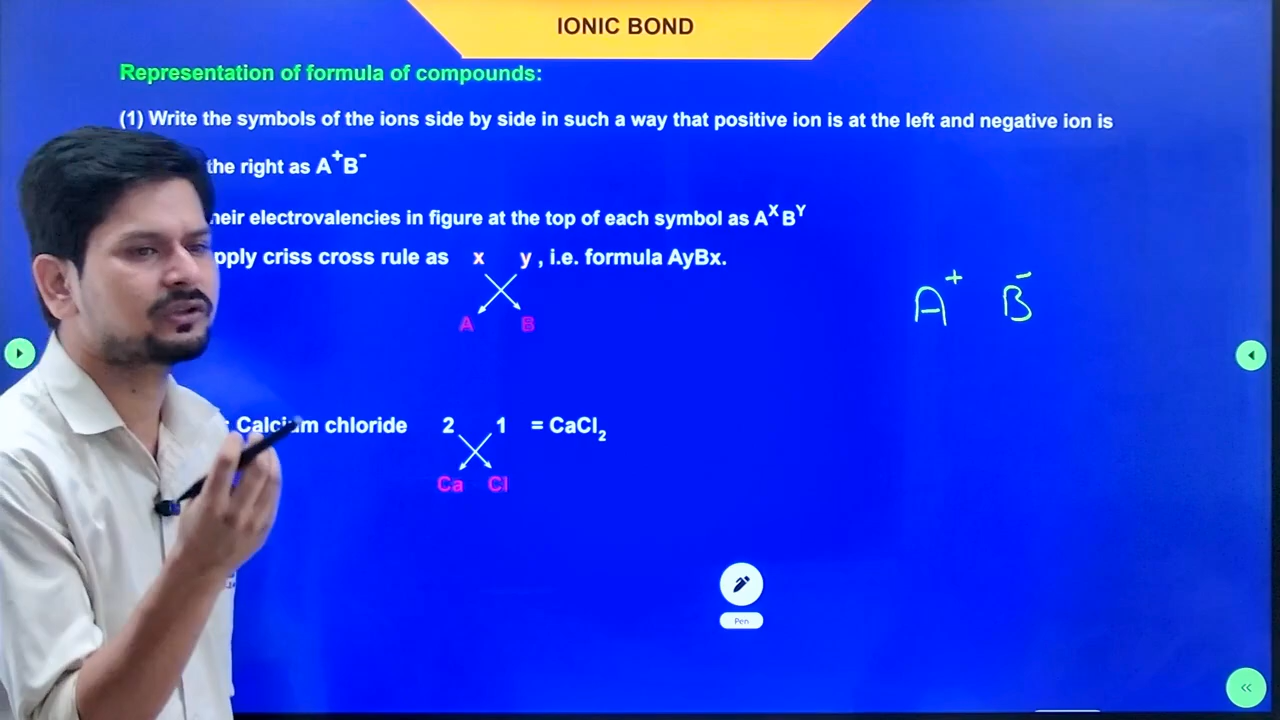 IONIC BOND
Representation of formula of compounds:
(1) Write the symbols of the ions side by side in such a way that positive ion is at the left and negative ion is
the right as A⁺B⁻
heir electrovalencies in figure at the top of each symbol as Aˣ Bʸ
pply criss cross rule as x y , i.e. formula AyBx.
A B
A⁺ B⁻
: Calcium chloride 2 1 = CaCl₂
Ca Cl
Pen